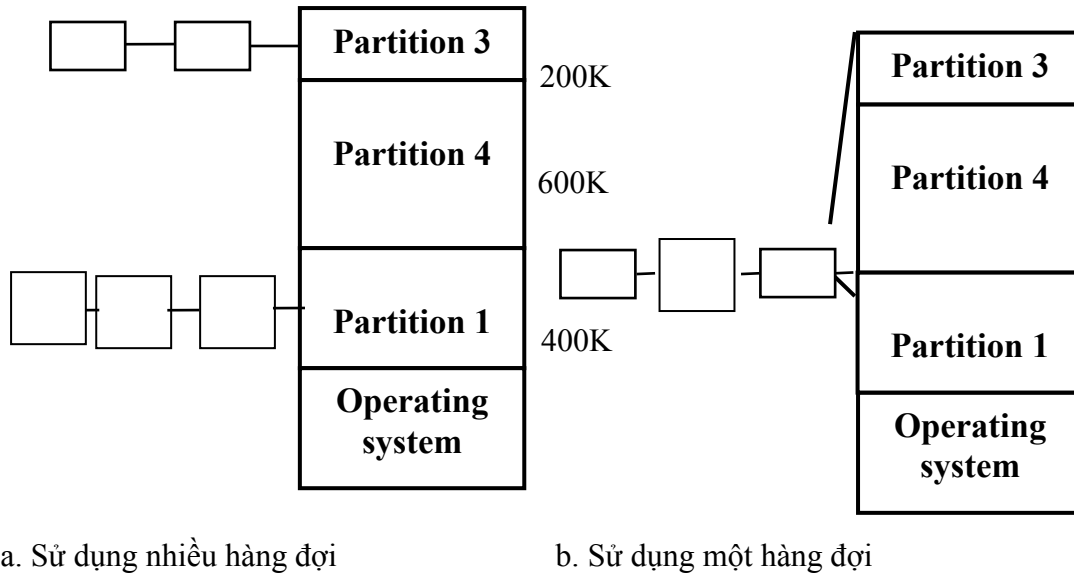 Partition 3
200K
Partition 4
600K
Partition 1
400K
Operating
system
a. Sử dụng nhiều hàng đợi
Partition 3
Partition 4
Partition 1
Operating
system
b. Sử dụng một hàng đợi